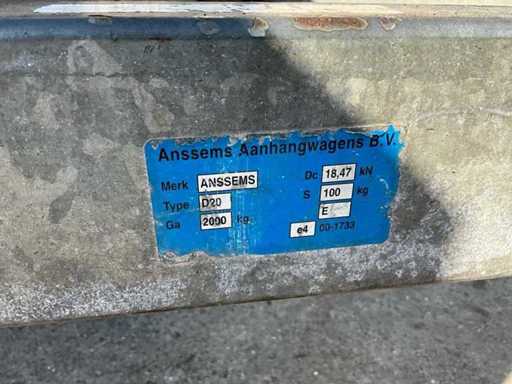 Anssems Aanhangwagens B.V.
Merk ANSSEMS Dc 18,47 kN
Type D20 S 100 kg
Ga 2000 kg E
e4 00-1733